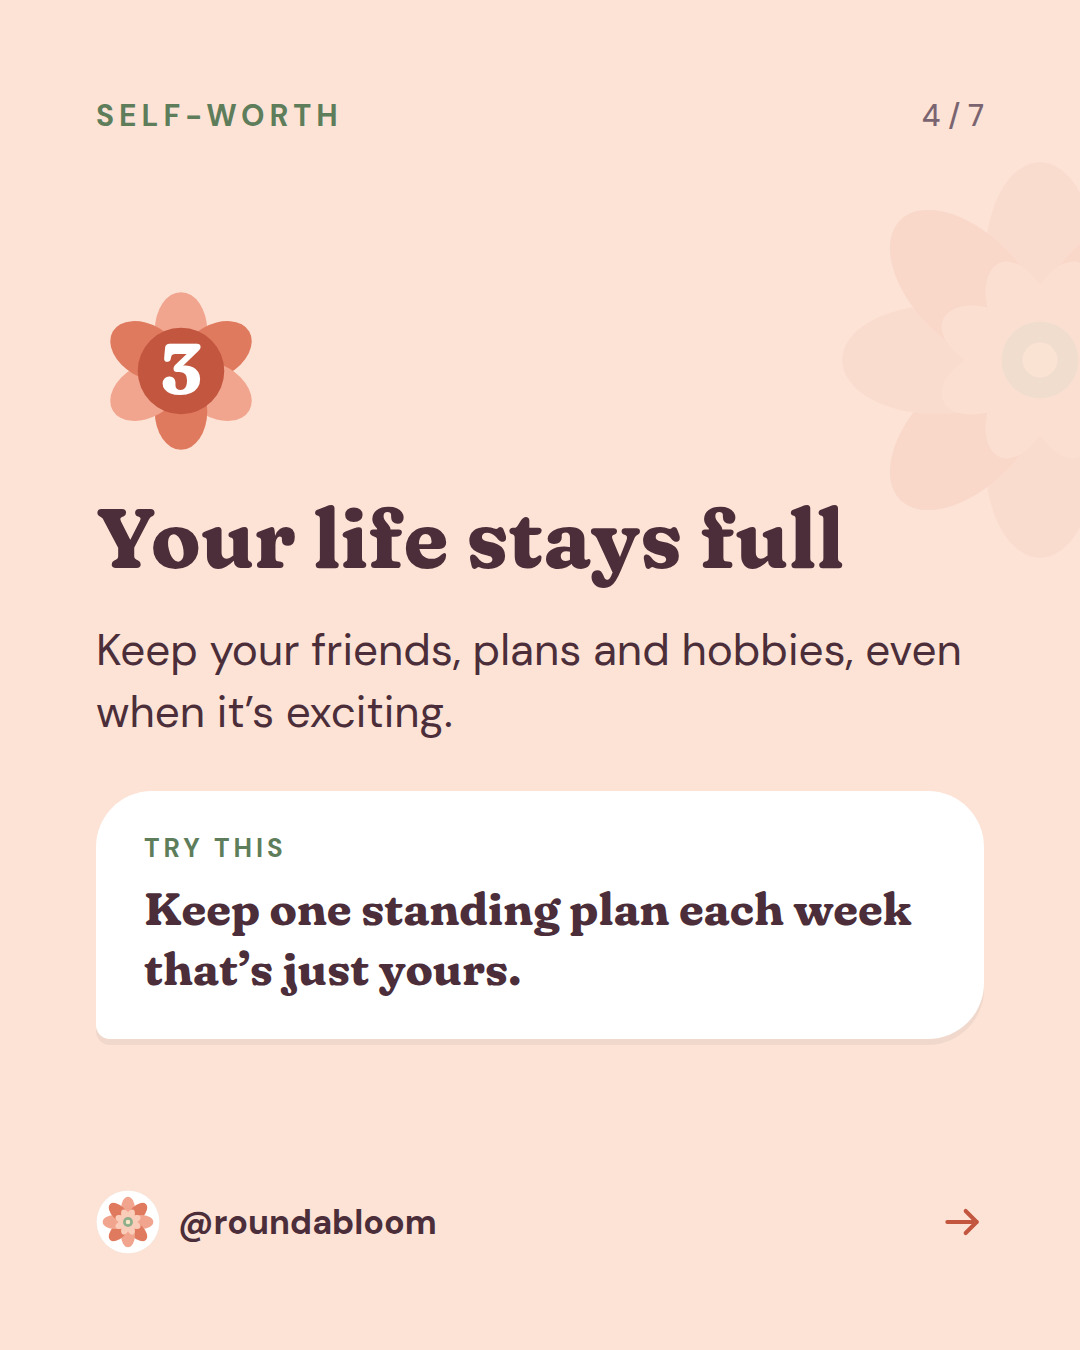 SELF-WORTH
4 / 7
3
Your life stays full
Keep your friends, plans and hobbies, even
when it’s exciting.
TRY THIS
Keep one standing plan each week
that’s just yours.
@roundabloom